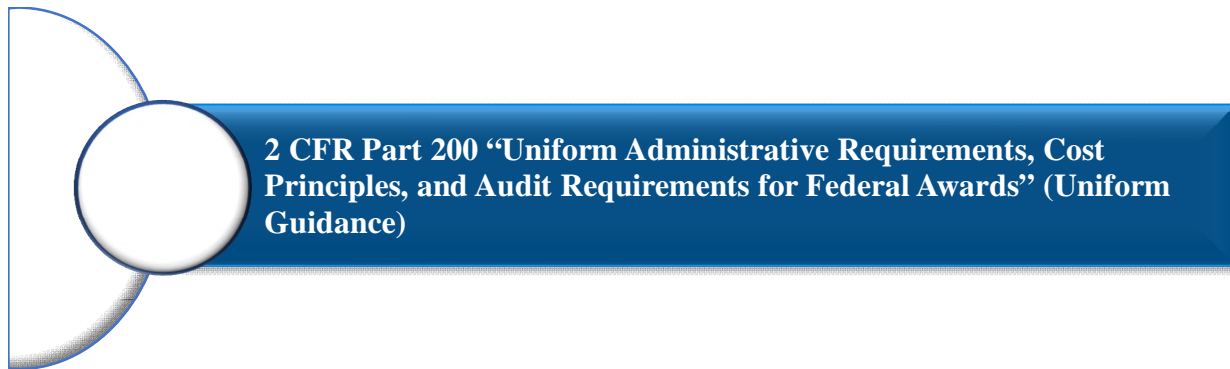 2 CFR Part 200 “Uniform Administrative Requirements, Cost
Principles, and Audit Requirements for Federal Awards” (Uniform
Guidance)